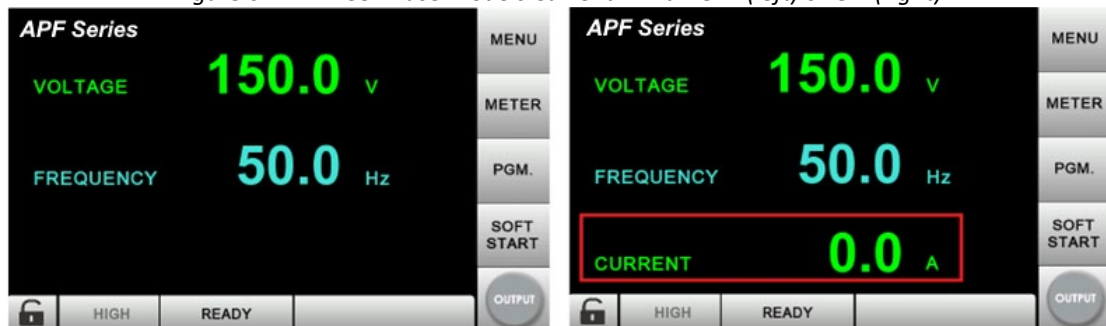 APF Series
VOLTAGE 150.0 V
FREQUENCY 50.0 Hz
HIGH READY
MENU
METER
PGM.
SOFT
START
OUTPUT
APF Series
VOLTAGE 150.0 V
FREQUENCY 50.0 Hz
CURRENT 0.0 A
HIGH READY
MENU
METER
PGM.
SOFT
START
OUTPUT